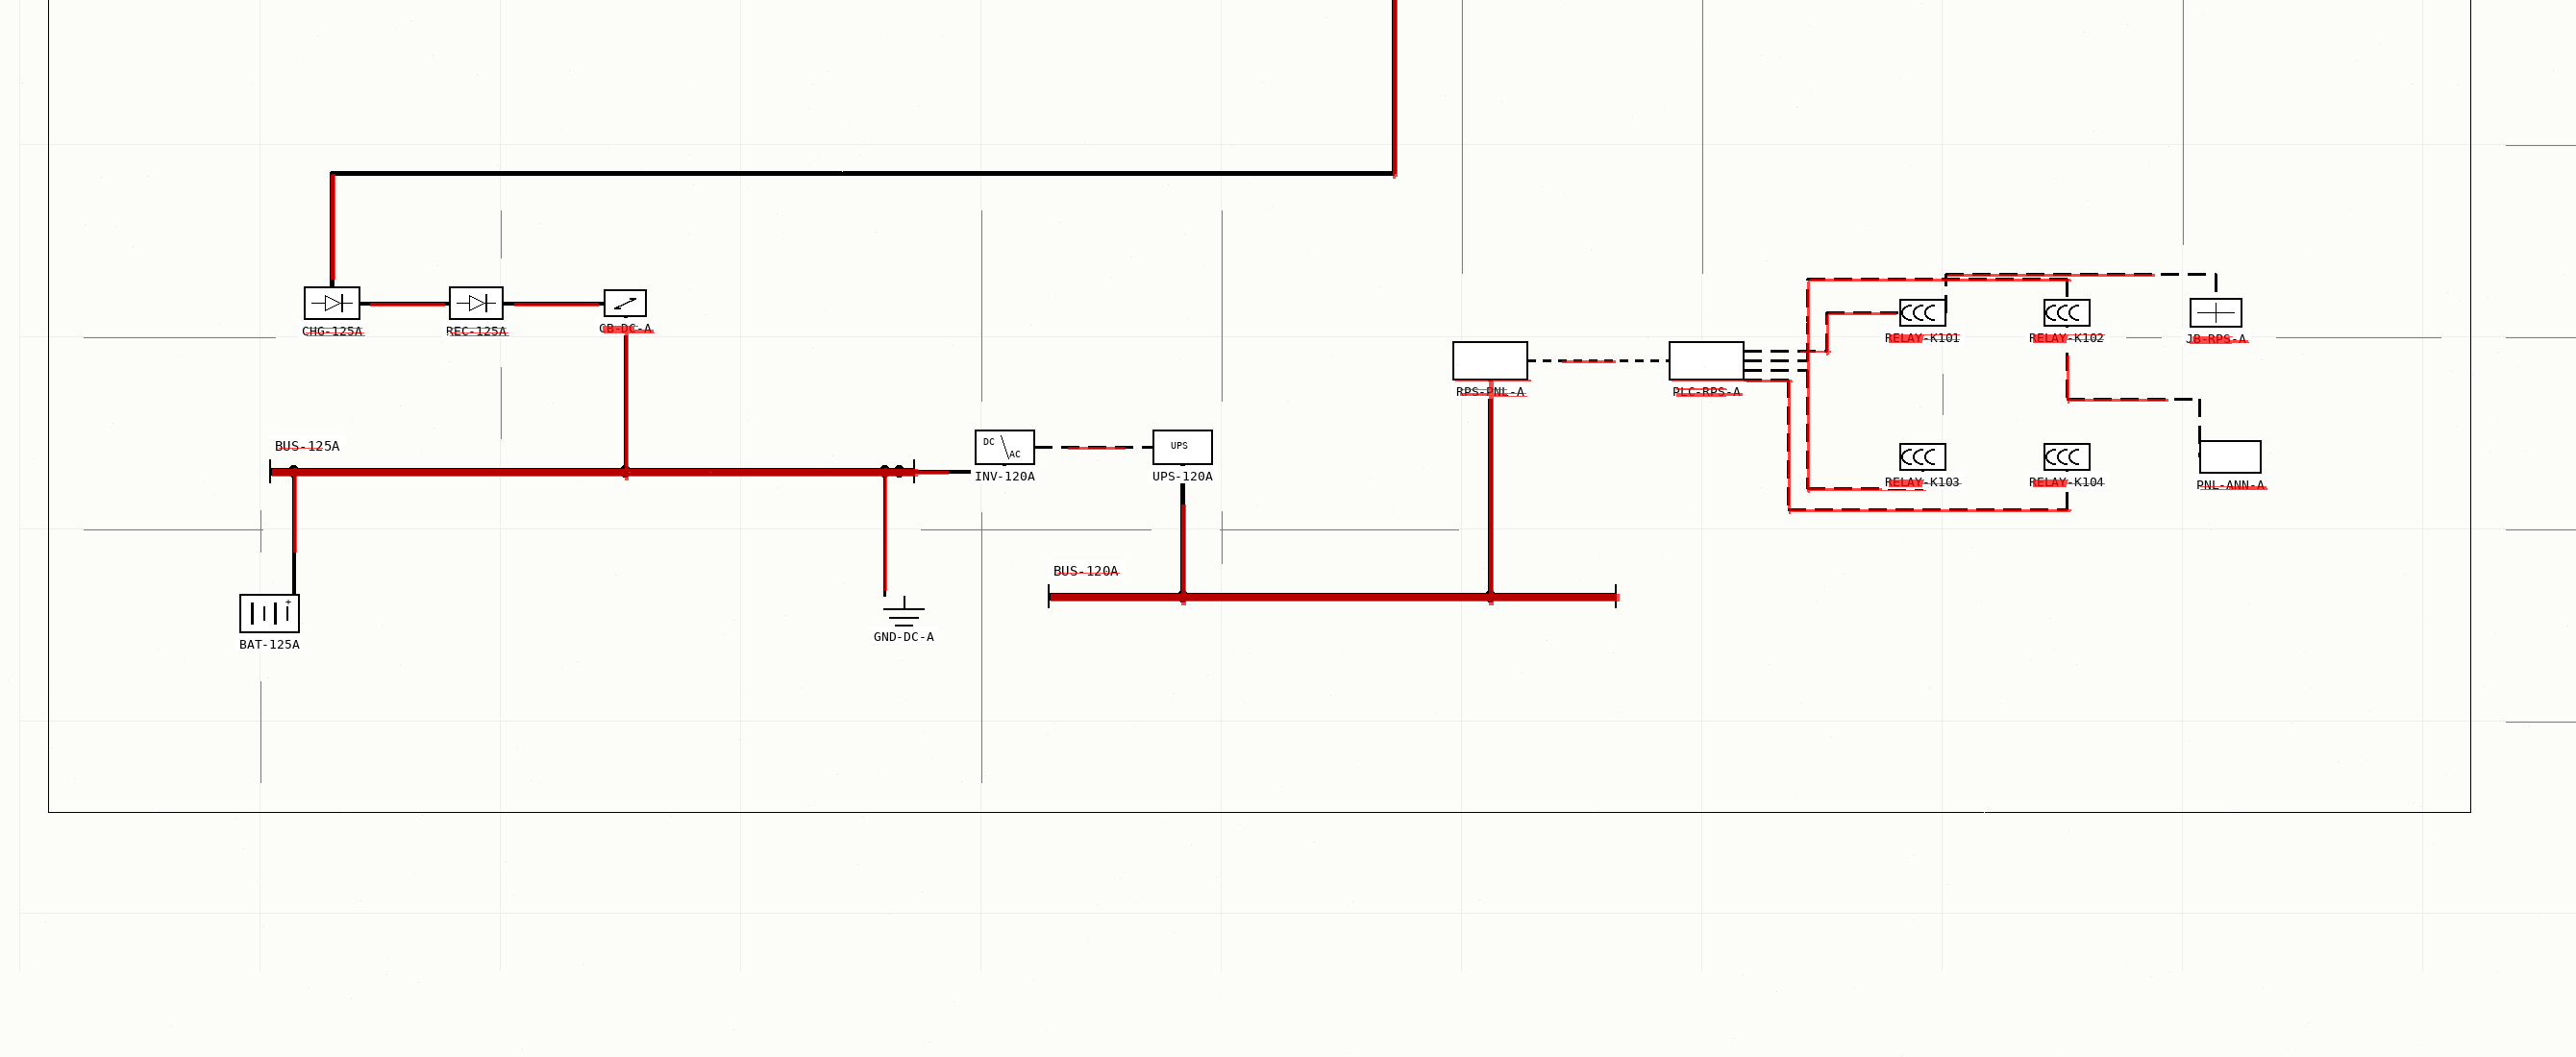 CHG-125A
REC-125A
CB-DC-A
RELAY-K101
RELAY-K102
JB-RPS-A
RPS-PNL-A
PLC-RPS-A
BUS-125A
DC
AC
INV-120A
UPS
UPS-120A
RELAY-K103
RELAY-K104
PNL-ANN-A
BUS-120A
+
BAT-125A
GND-DC-A